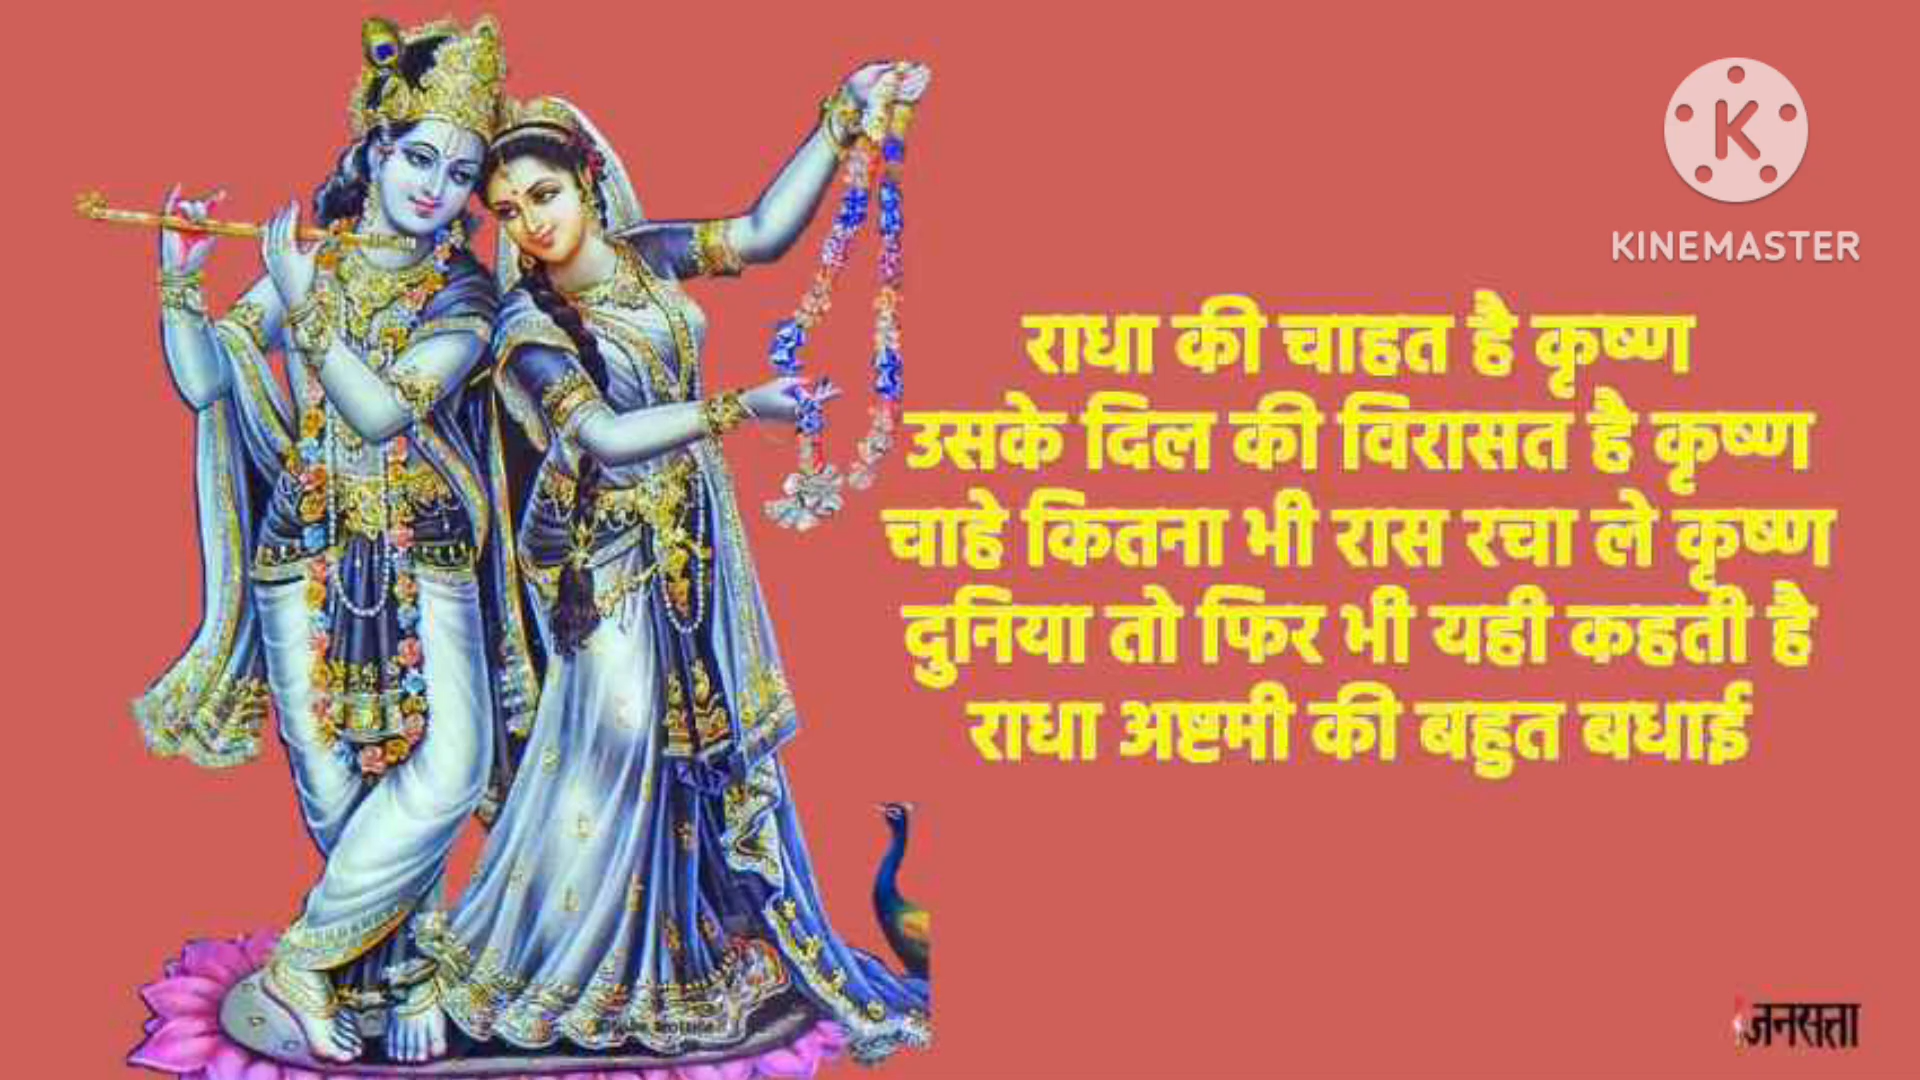 K
KINEMASTER
राधा की चाहत है कृष्ण
उसके दिल की विरासत है कृष्ण
चाहे कितना भी रास रचा ले कृष्ण
दुनिया तो फिर भी यही कहती है
राधा अष्टमी की बहुत बधाई
जनसत्ता